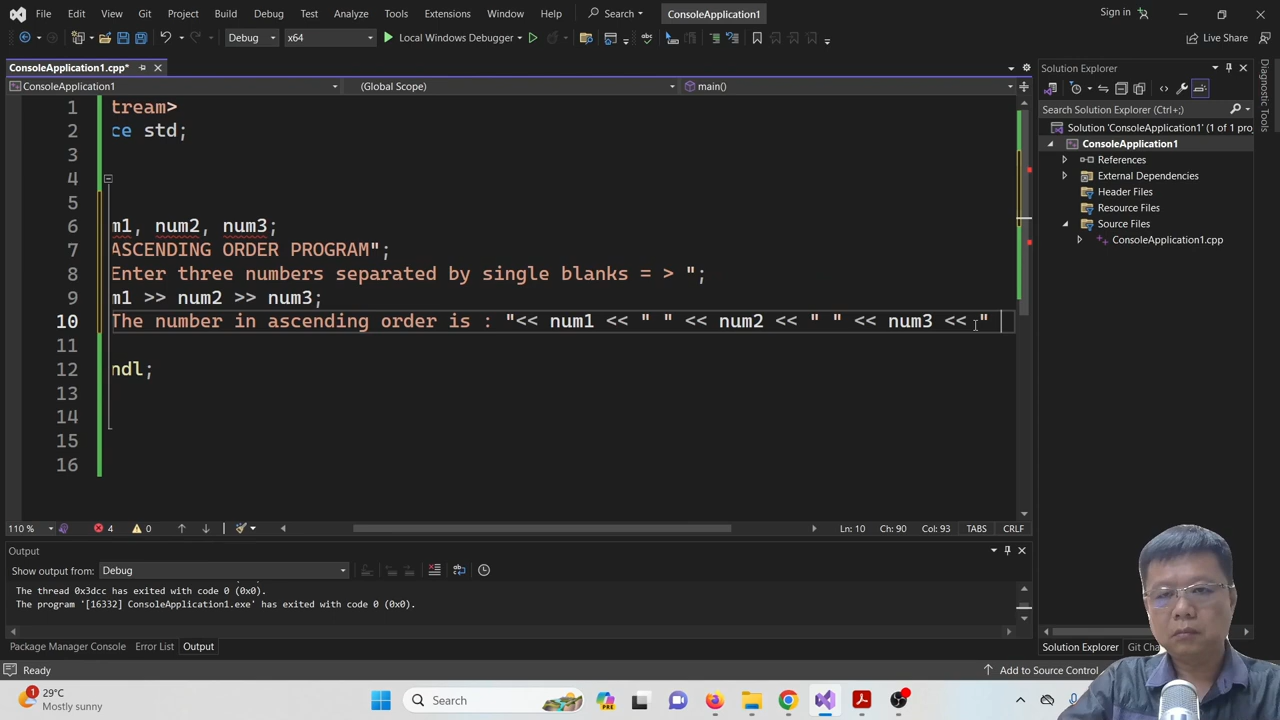 File Edit View Git Project Build Debug Test Analyze Tools Extensions Window Help Search ConsoleApplication1 Sign in
Debug x64 Local Windows Debugger Live Share
ConsoleApplication1.cpp*
ConsoleApplication1 (Global Scope) main()
1 tream>
2 ce std;
3
4
5
6 m1, num2, num3;
7 ASCENDING ORDER PROGRAM";
8 Enter three numbers separated by single blanks = > ";
9 m1 >> num2 >> num3;
10 The number in ascending order is : "<< num1 << " " << num2 << " " << num3 << "
11
12 ndl;
13
14
15
16
110 % 4 0 Ln: 10 Ch: 90 Col: 93 TABS CRLF
Output
Show output from: Debug
The thread 0x3dcc has exited with code 0 (0x0).
The program '[16332] ConsoleApplication1.exe' has exited with code 0 (0x0).
Package Manager Console Error List Output
Ready Add to Source Control
Solution Explorer
Search Solution Explorer (Ctrl+;)
Solution 'ConsoleApplication1' (1 of 1 proj
ConsoleApplication1
References
External Dependencies
Header Files
Resource Files
Source Files
ConsoleApplication1.cpp
Solution Explorer Git Cha
Diagnostic Tools
1
29°C
Mostly sunny
Search
PRE